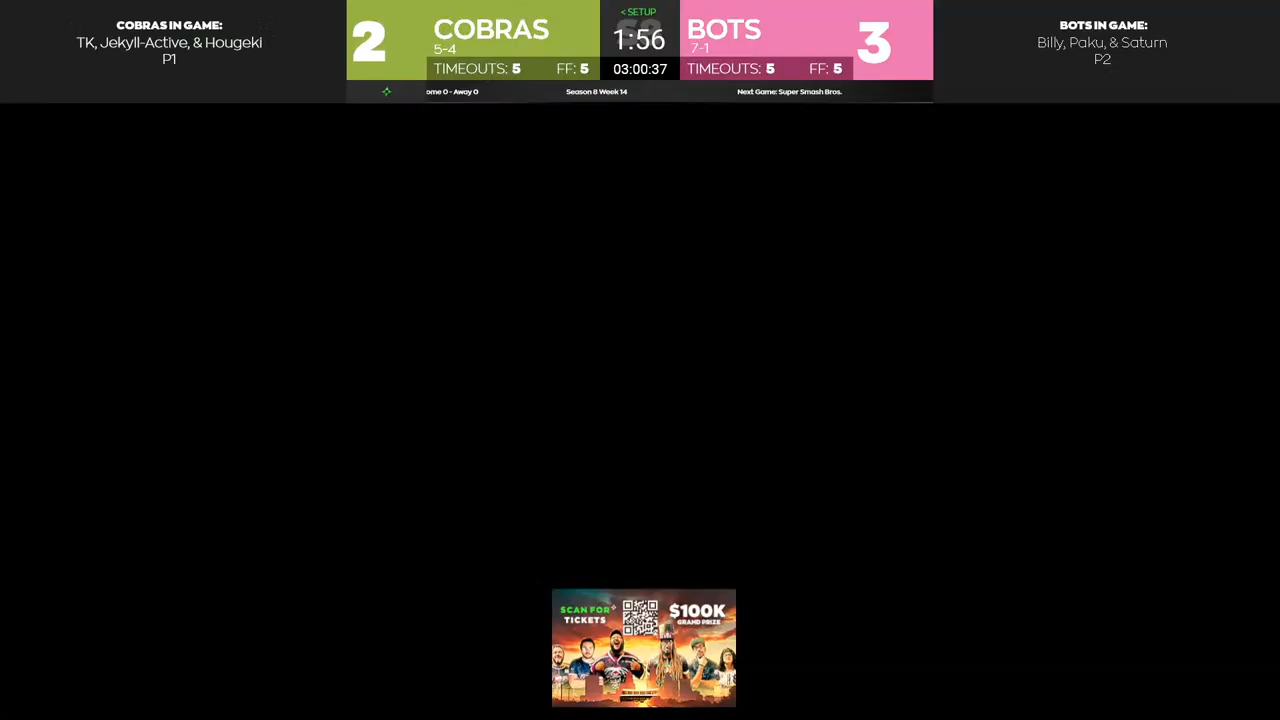 COBRAS IN GAME:
TK, Jekyll-Active, & Hougeki
P1
2
COBRAS
5-4
TIMEOUTS: 5 FF: 5
< SETUP
1:56
03:00:37
BOTS
7-1
TIMEOUTS: 5 FF: 5
3
BOTS IN GAME:
Billy, Paku, & Saturn
P2
ome 0 - Away 0 Season 8 Week 14 Next Game: Super Smash Bros.
SCAN FOR
TICKETS
$100K
GRAND PRIZE